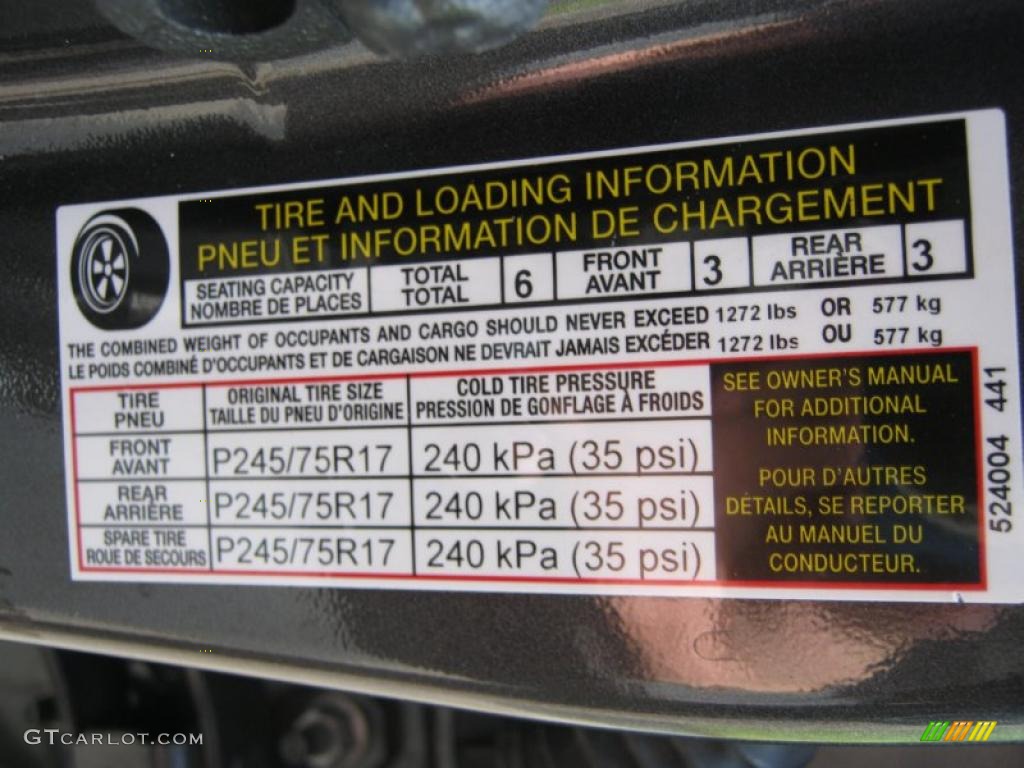 TIRE AND LOADING INFORMATION
PNEU ET INFORMATION DE CHARGEMENT
SEATING CAPACITY
NOMBRE DE PLACES
TOTAL
TOTAL
6
FRONT
AVANT
3
REAR
ARRIÈRE
3
THE COMBINED WEIGHT OF OCCUPANTS AND CARGO SHOULD NEVER EXCEED 1272 lbs OR 577 kg
LE POIDS COMBINÉ D'OCCUPANTS ET DE CARGAISON NE DEVRAIT JAMAIS EXCÉDER 1272 lbs OU 577 kg
TIRE
PNEU
ORIGINAL TIRE SIZE
TAILLE DU PNEU D'ORIGINE
COLD TIRE PRESSURE
PRESSION DE GONFLAGE À FROIDS
FRONT
AVANT
P245/75R17
240 kPa (35 psi)
REAR
ARRIÈRE
P245/75R17
240 kPa (35 psi)
SPARE TIRE
ROUE DE SECOURS
P245/75R17
240 kPa (35 psi)
SEE OWNER'S MANUAL
FOR ADDITIONAL
INFORMATION.
POUR D'AUTRES
DÉTAILS, SE REPORTER
AU MANUEL DU
CONDUCTEUR.
524004 441
GTCARLOT.COM